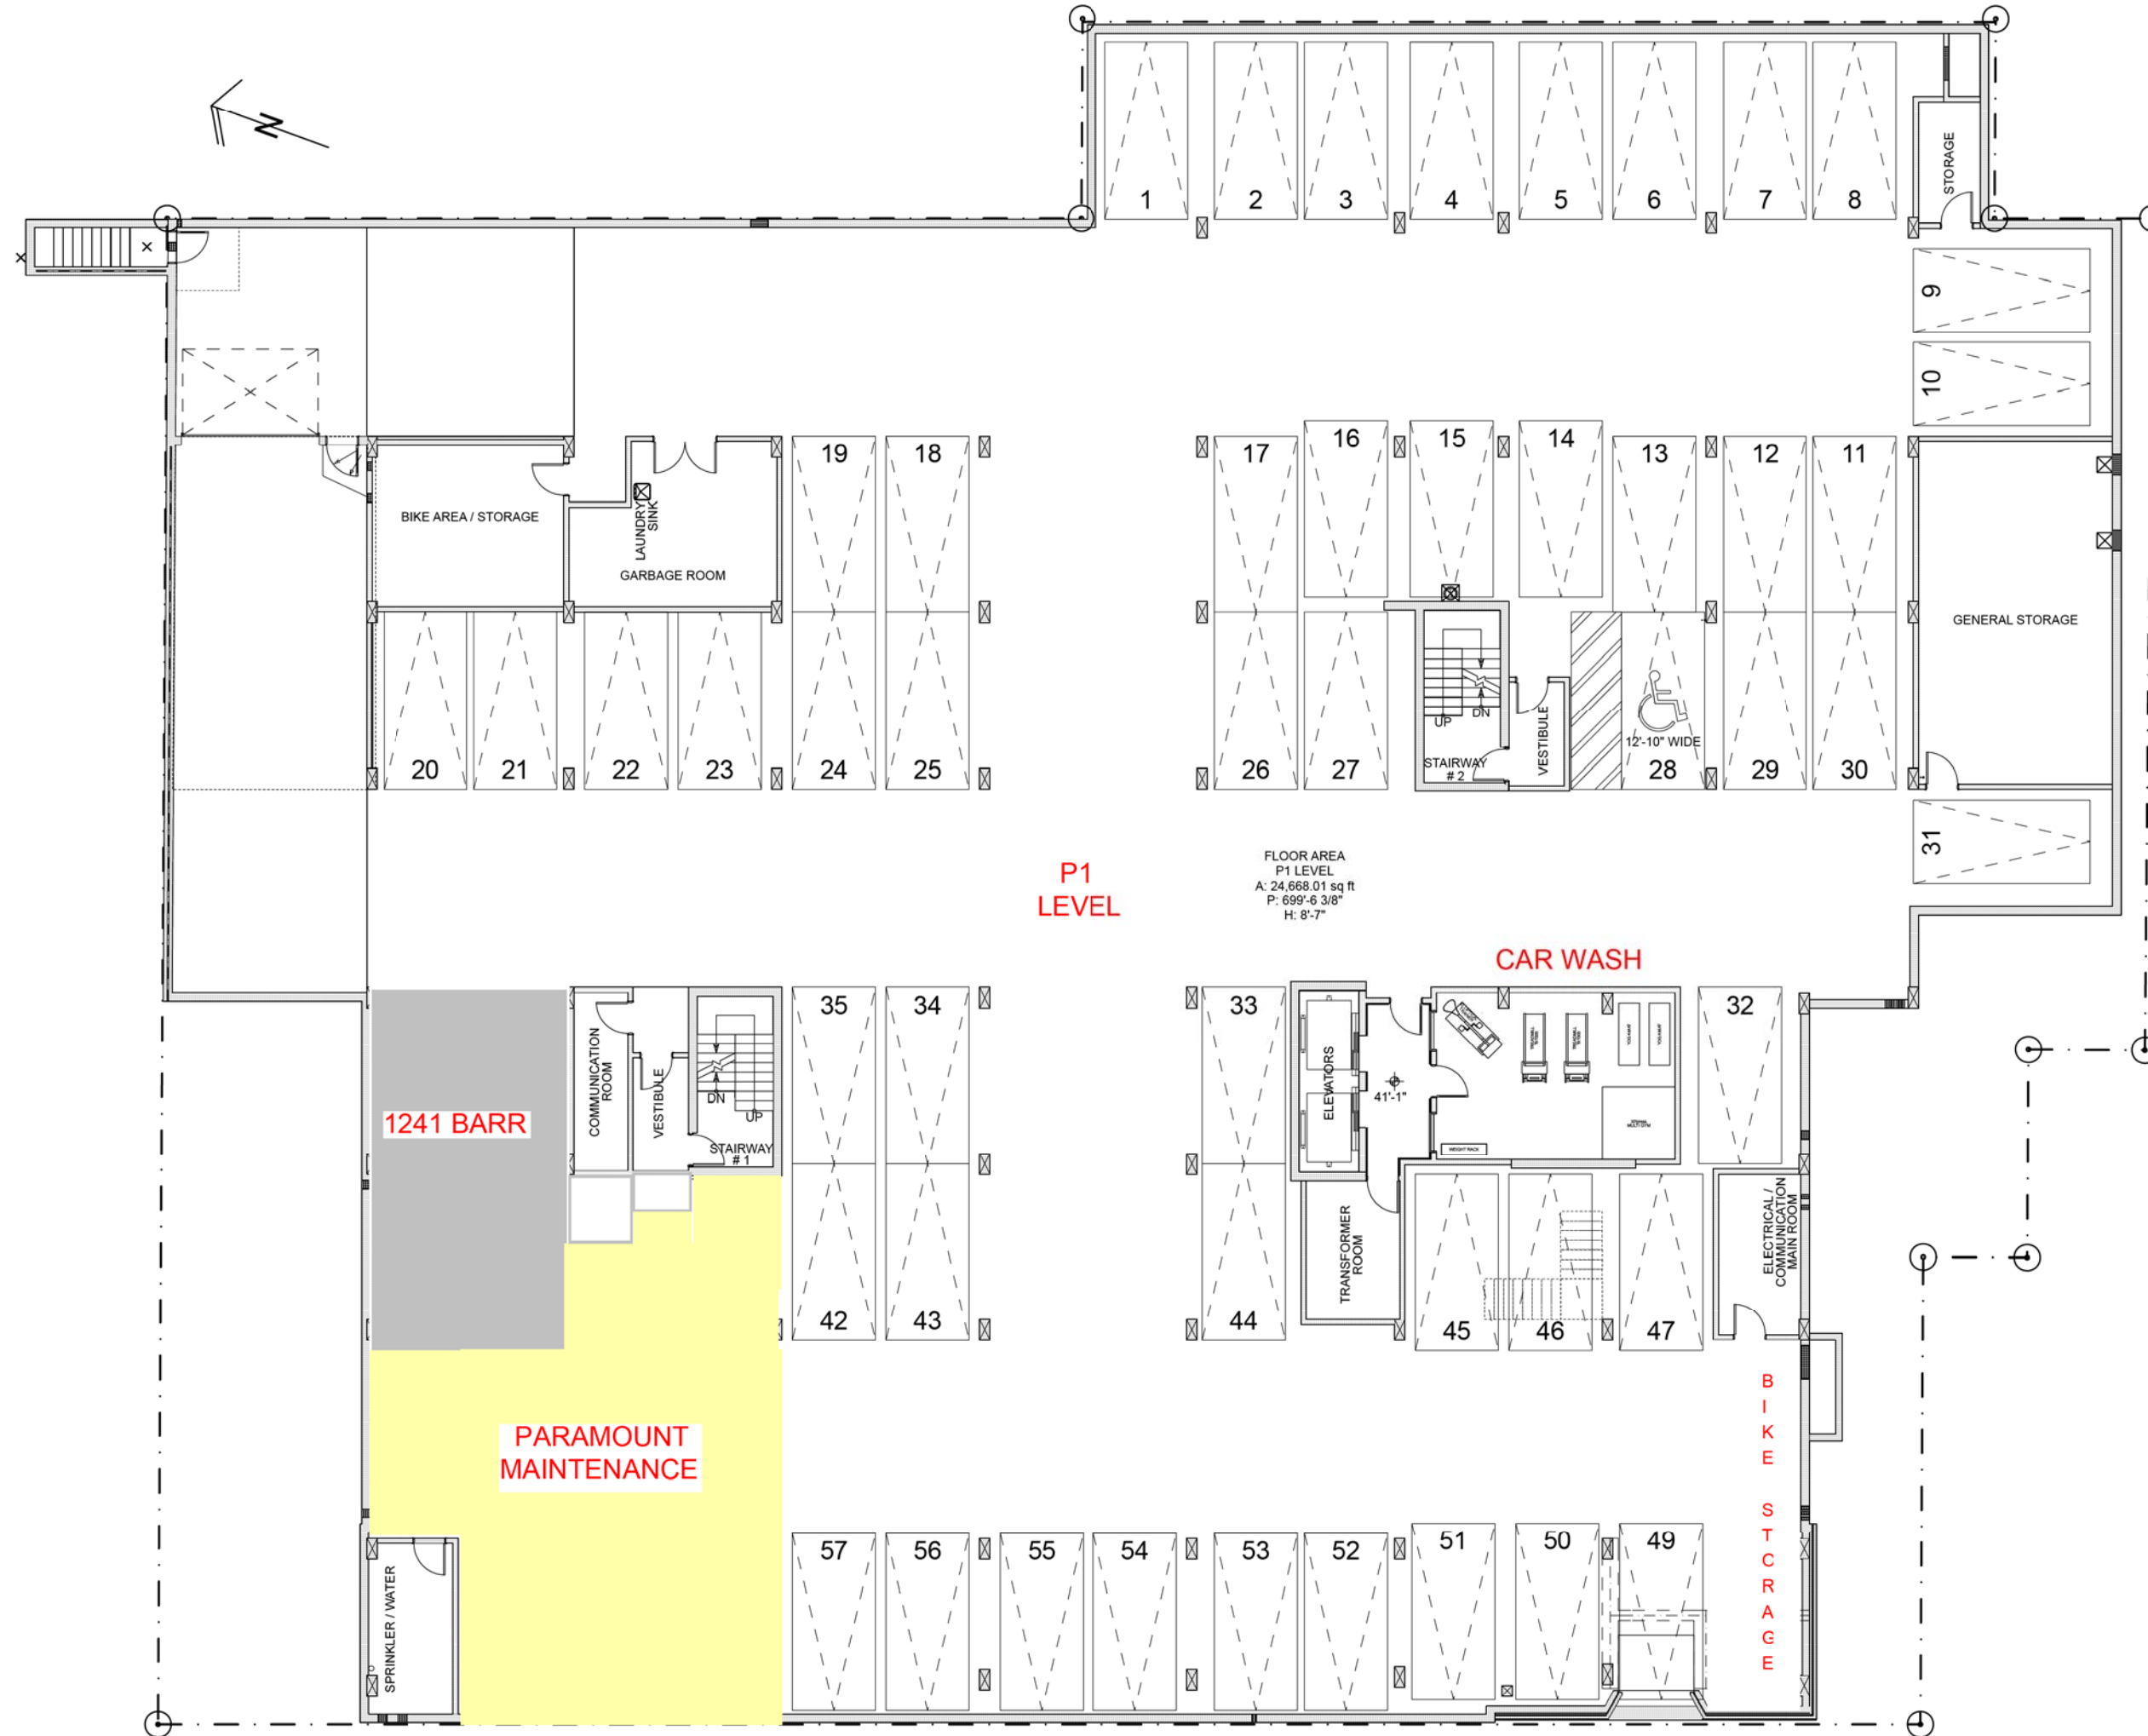 N
1
2
3
4
5
6
7
8
STORAGE
9
10
19
18
17
16
15
14
13
12
11
BIKE AREA / STORAGE
LAUNDRY
SINK
GARBAGE ROOM
GENERAL STORAGE
UP
DN
STAIRWAY
# 2
VESTIBULE
12'-10" WIDE
20
21
22
23
24
25
26
27
28
29
30
31
P1
LEVEL
FLOOR AREA
P1 LEVEL
A: 24,668.01 sq ft
P: 699'-6 3/8"
H: 8'-7"
CAR WASH
35
34
33
32
COMMUNICATION
ROOM
VESTIBULE
DN
UP
STAIRWAY
# 1
ELEVATORS
41'-1"
WEIGHT RACK
1241 BARR
TRANSFORMER
ROOM
ELECTRICAL /
COMMUNICATION
MAIN ROOM
42
43
44
45
46
47
PARAMOUNT
MAINTENANCE
BIKE STCRAGE
SPRINKLER / WATER
57
56
55
54
53
52
51
50
49